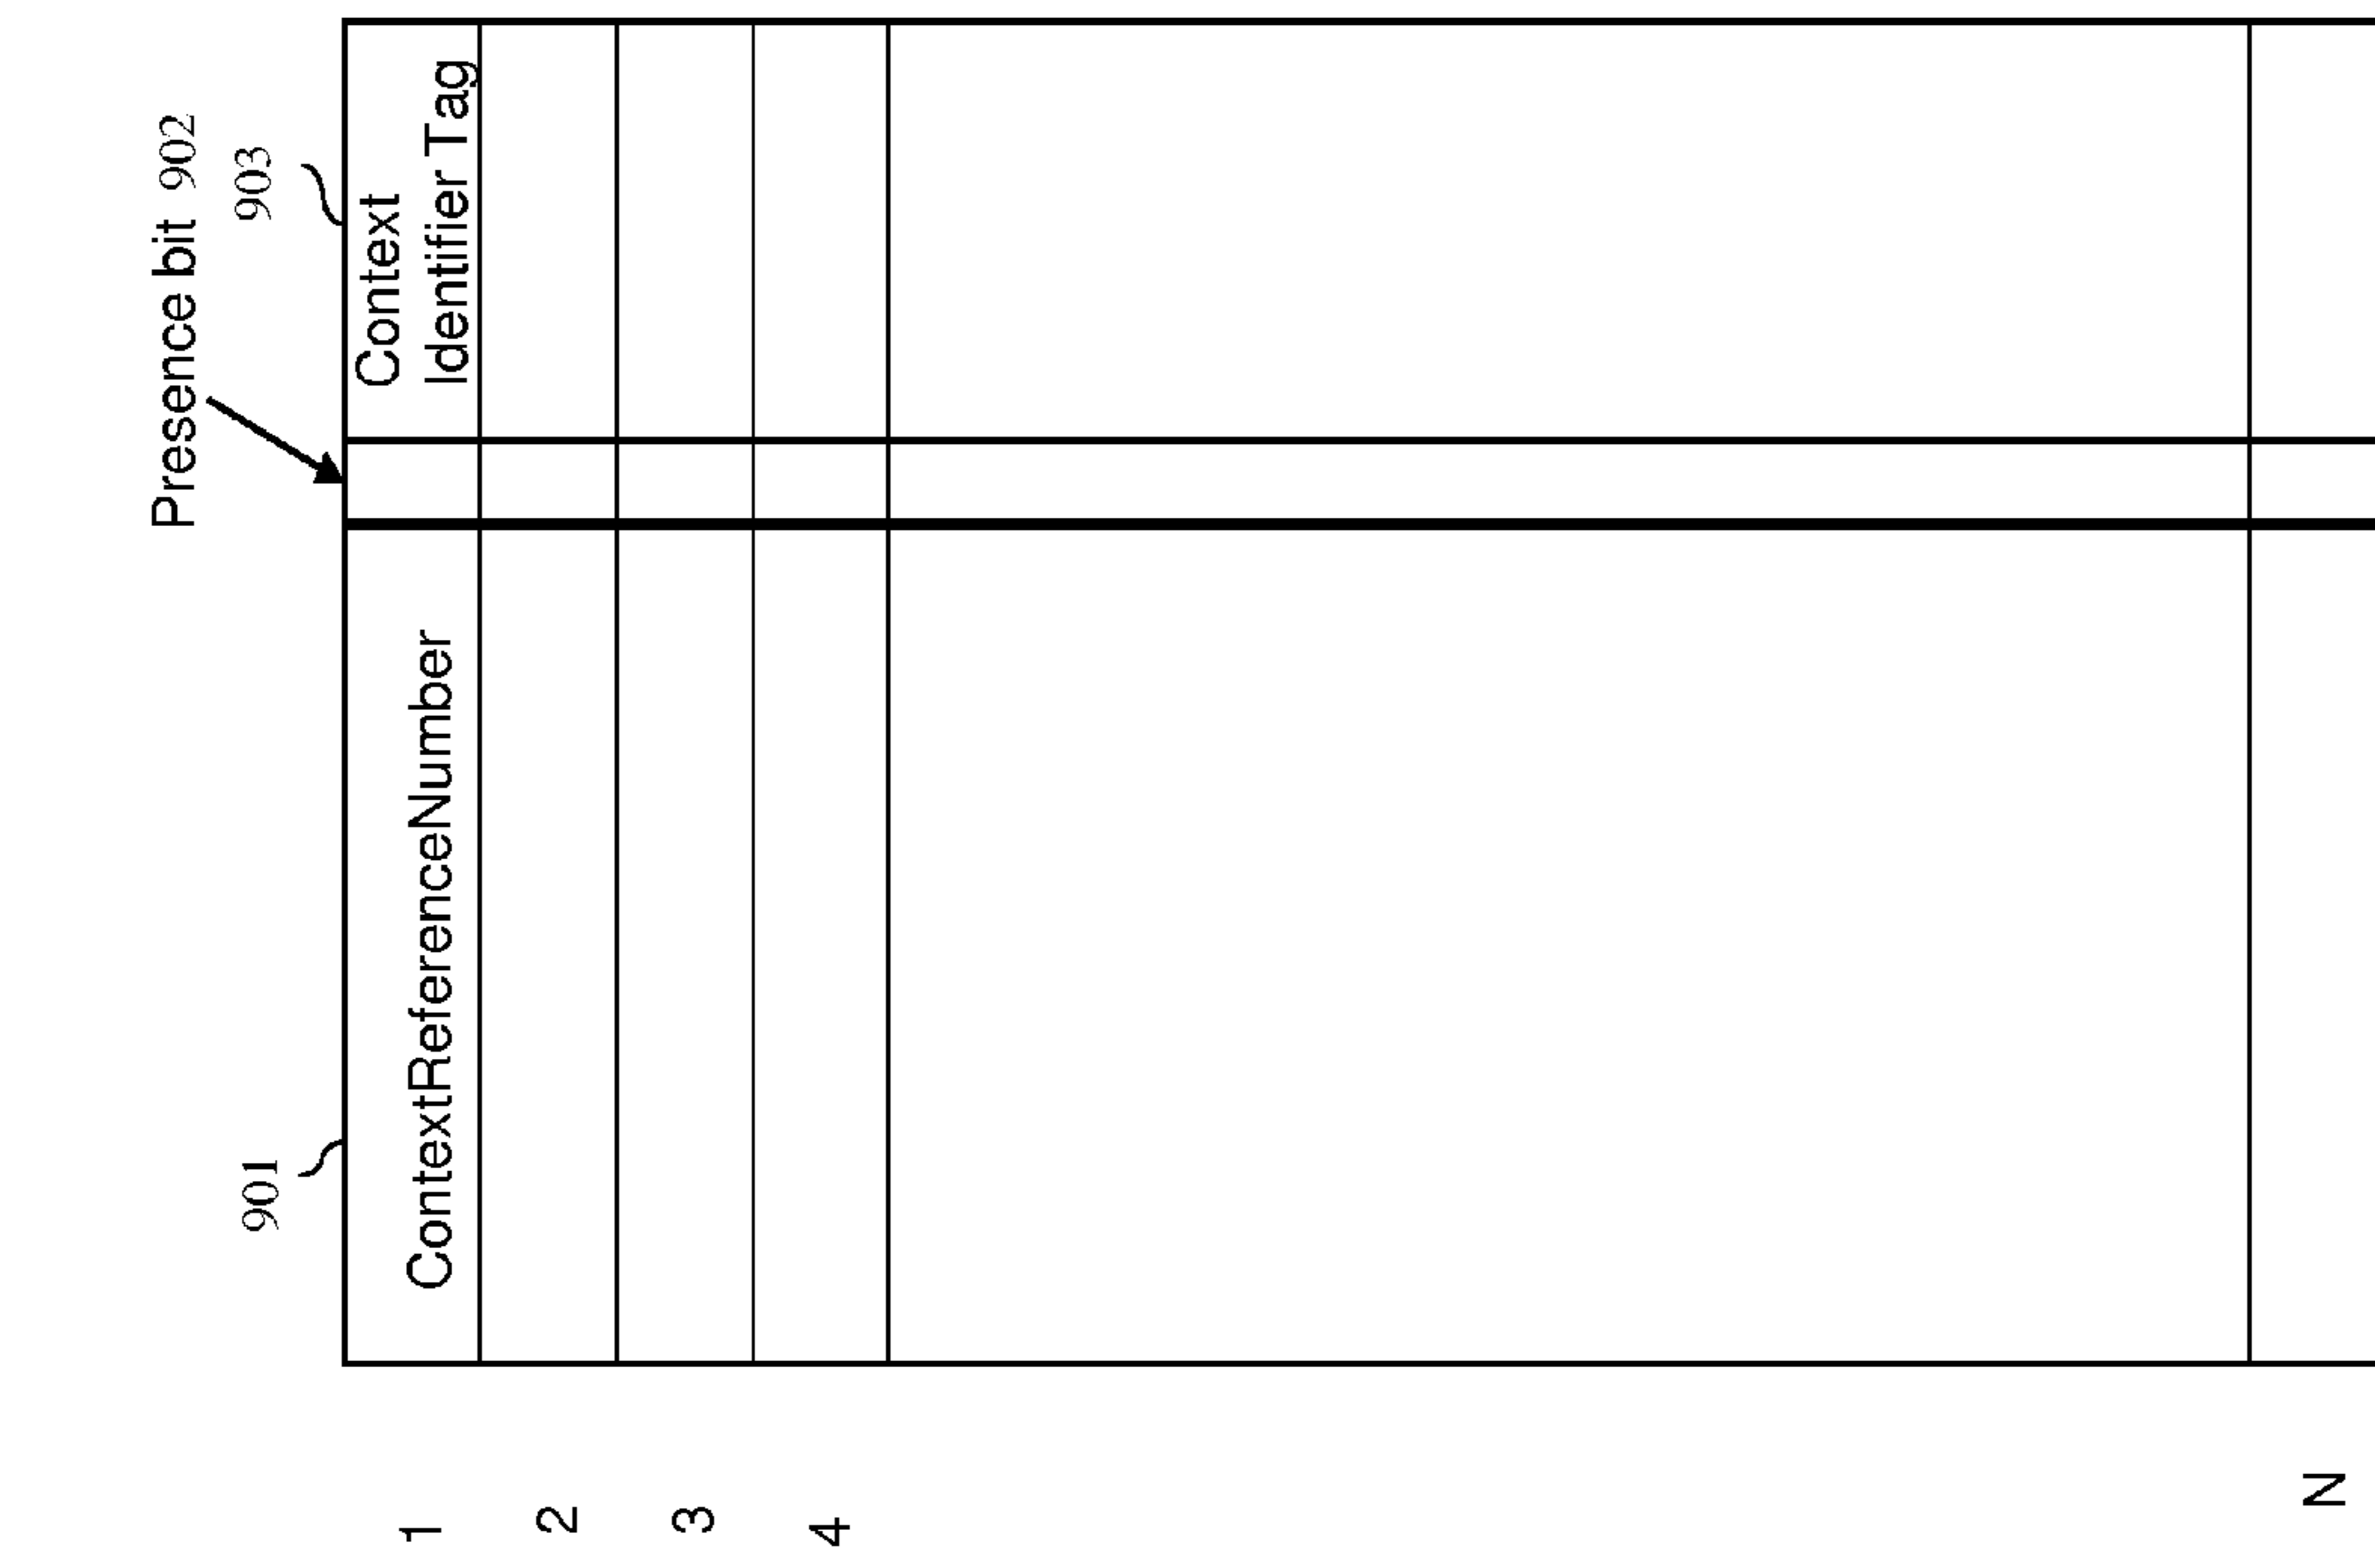 Presence bit 902
901
903
1
ContextReferenceNumber
Context
Identifier Tag
2
3
4
N